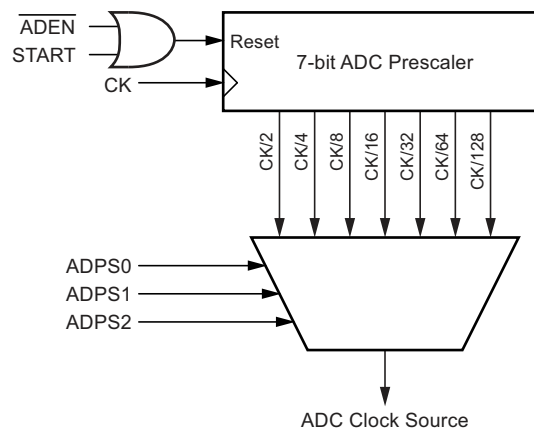 ADEN
START
Reset
7-bit ADC Prescaler
CK
CK/2
CK/4
CK/8
CK/16
CK/32
CK/64
CK/128
ADPS0
ADPS1
ADPS2
ADC Clock Source